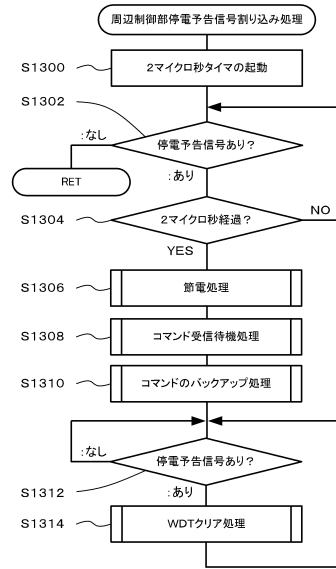 周辺制御部停電予告信号割り込み処理
S1300
2マイクロ秒タイマの起動
S1302
停電予告信号あり？
：なし
RET
：あり
S1304
2マイクロ秒経過？
NO
YES
S1306
節電処理
S1308
コマンド受信待機処理
S1310
コマンドのバックアップ処理
：なし
停電予告信号あり？
S1312
：あり
S1314
WDTクリア処理